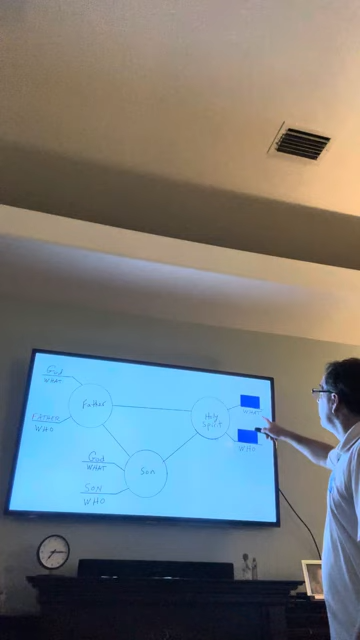 God
WHAT
Father
FATHER
WHO
Holy
Spirit
WHAT
WHO
God
WHAT
Son
SON
WHO